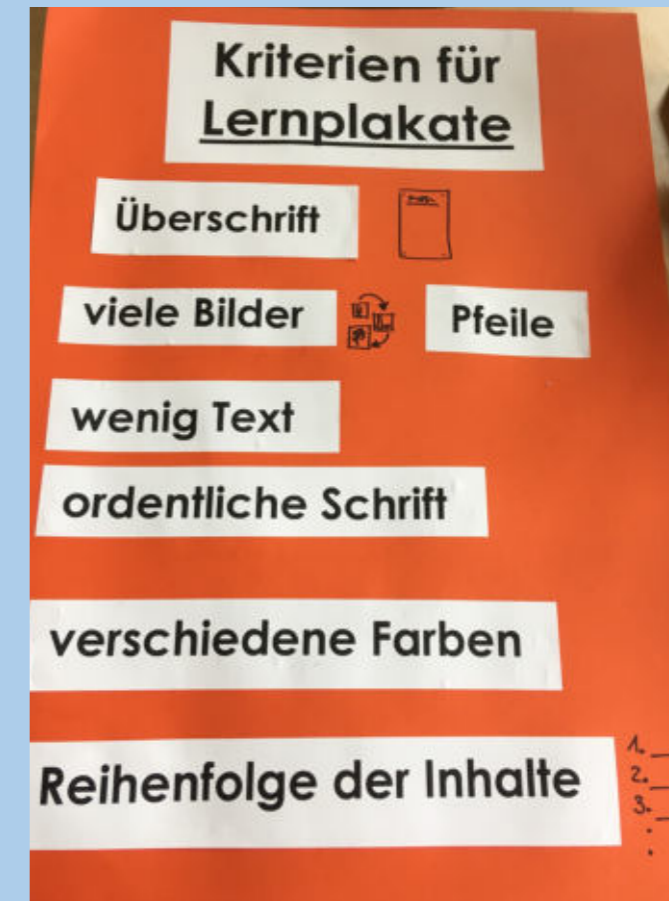 Kriterien für
Lernplakate
Überschrift
viele Bilder
Pfeile
wenig Text
ordentliche Schrift
verschiedene Farben
Reihenfolge der Inhalte
1.
2.
3.